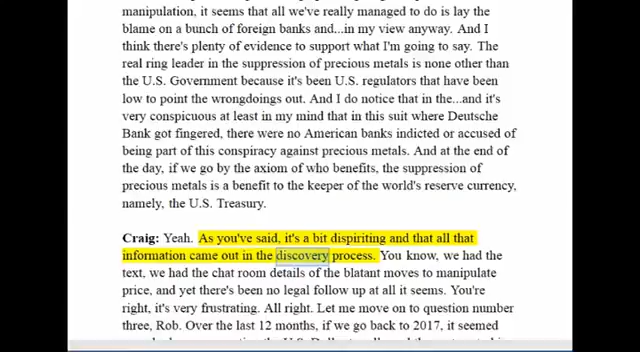 manipulation, it seems that all we've really managed to do is lay the
blame on a bunch of foreign banks and...in my view anyway. And I
think there's plenty of evidence to support what I'm going to say. The
real ring leader in the suppression of precious metals is none other than
the U.S. Government because it's been U.S. regulators that have been
low to point the wrongdoings out. And I do notice that in the...and it's
very conspicuous at least in my mind that in this suit where Deutsche
Bank got fingered, there were no American banks indicted or accused of
being part of this conspiracy against precious metals. And at the end of
the day, if we go by the axiom of who benefits, the suppression of
precious metals is a benefit to the keeper of the world's reserve currency,
namely, the U.S. Treasury.
Craig: Yeah. As you've said, it's a bit dispiriting and that all that
information came out in the discovery process. You know, we had the
text, we had the chat room details of the blatant moves to manipulate
price, and yet there's been no legal follow up at all it seems. You're
right, it's very frustrating. All right. Let me move on to question number
three, Rob. Over the last 12 months, if we go back to 2017, it seemed